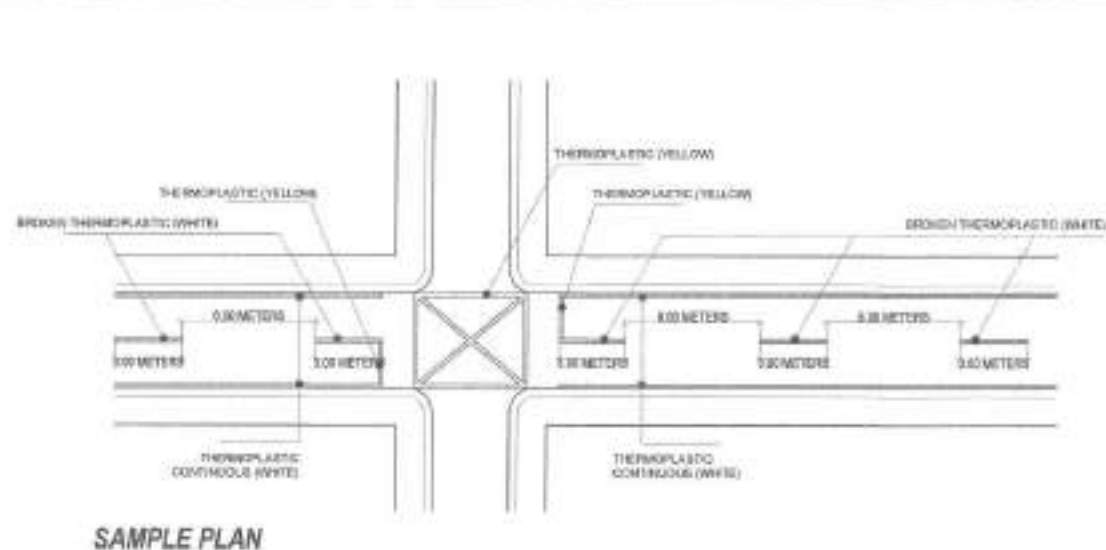 THERMOPLASTIC (YELLOW)
THERMOPLASTIC (YELLOW)
THERMOPLASTIC (YELLOW)
BROKEN THERMOPLASTIC (WHITE)
BROKEN THERMOPLASTIC (WHITE)
METERS
METERS
METERS
METERS
METERS
METERS
METERS
METERS
THERMOPLASTIC
CONTINUOUS (WHITE)
THERMOPLASTIC
CONTINUOUS (WHITE)
SAMPLE PLAN